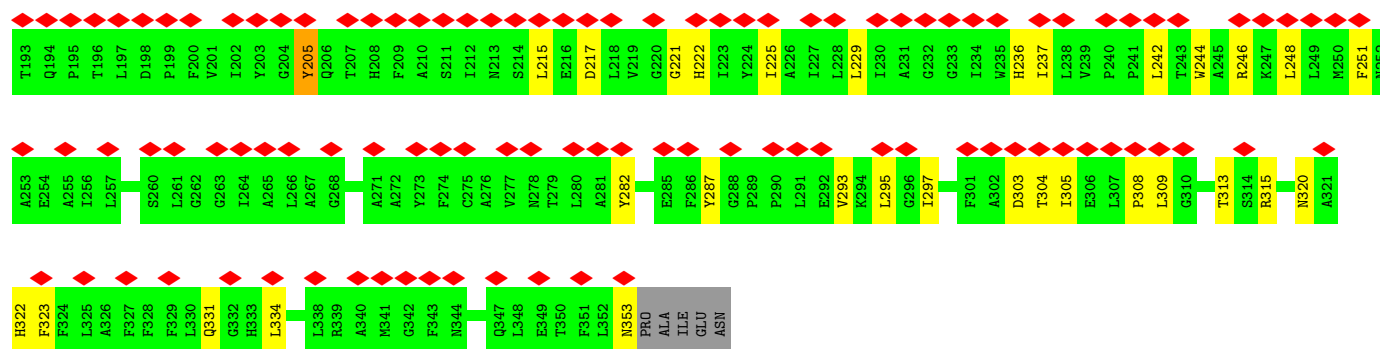 T193 Q194 P195 T196 L197 D198 P199 F200 V201 I202 Y203 G204 Y205 Q206 T207 H208 F209 A210 S211 I212 N213 S214 L215 E216 D217 L218 V219 G220 G221 H222 I223 Y224 I225 A226 I227 L228 L229 I230 A231 G232 G233 I234 W235 H236 I237 L238 V239 P240 P241 L242 T243 W244 A245 R246 K247 L248 L249 M250 F251
A253 E254 A255 I256 L257 S260 L261 G262 G263 I264 A265 L266 A267 G268 A271 A272 Y273 F274 C275 A276 V277 N278 T279 L280 A281 Y282 E285 F286 Y287 G288 P289 P290 L291 E292 V293 K294 L295 G296 I297 F301 A302 D303 T304 I305 E306 L307 P308 L309 G310 T313 S314 R315 N320 A321
H322 F323 F324 L325 A326 F327 F328 F329 L330 Q331 G332 H333 L334 L338 R339 A340 M341 G342 F343 N344 Q347 L348 E349 T350 F351 L352 N353 PRO ALA ILE GLU ASN